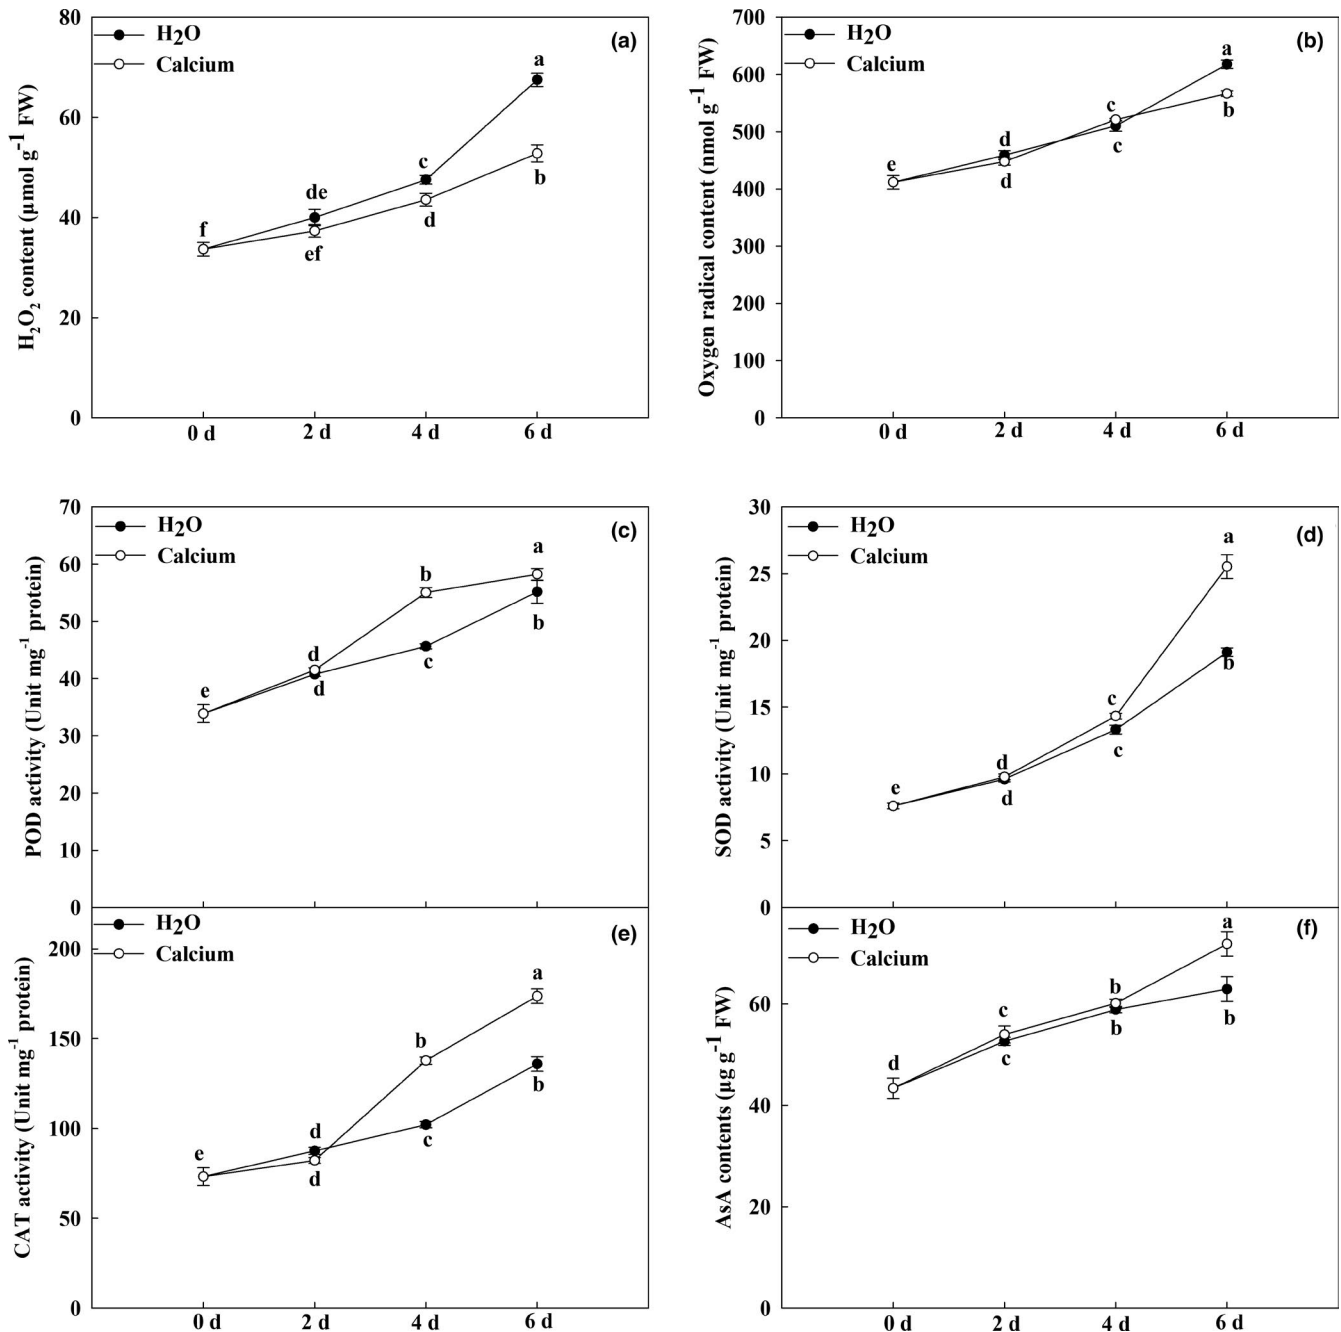 (a)
H₂O
Calcium
H₂O₂ content (µmol g⁻¹ FW)
80
60
40
20
0
f
de
ef
c
d
a
b
0 d
2 d
4 d
6 d
(b)
H₂O
Calcium
Oxygen radical content (nmol g⁻¹ FW)
700
600
500
400
300
200
100
0
e
d
d
c
c
a
b
0 d
2 d
4 d
6 d
(c)
H₂O
Calcium
POD activity (Unit mg⁻¹ protein)
70
60
50
40
30
20
10
0
e
d
d
b
c
a
b
(d)
H₂O
Calcium
SOD activity (Unit mg⁻¹ protein)
30
25
20
15
10
5
0
e
d
d
c
c
a
b
(e)
H₂O
Calcium
CAT activity (Unit mg⁻¹ protein)
200
150
100
50
0
e
d
d
b
c
a
b
0 d
2 d
4 d
6 d
(f)
H₂O
Calcium
AsA contents (µg g⁻¹ FW)
60
40
20
0
d
c
c
b
b
a
b
0 d
2 d
4 d
6 d